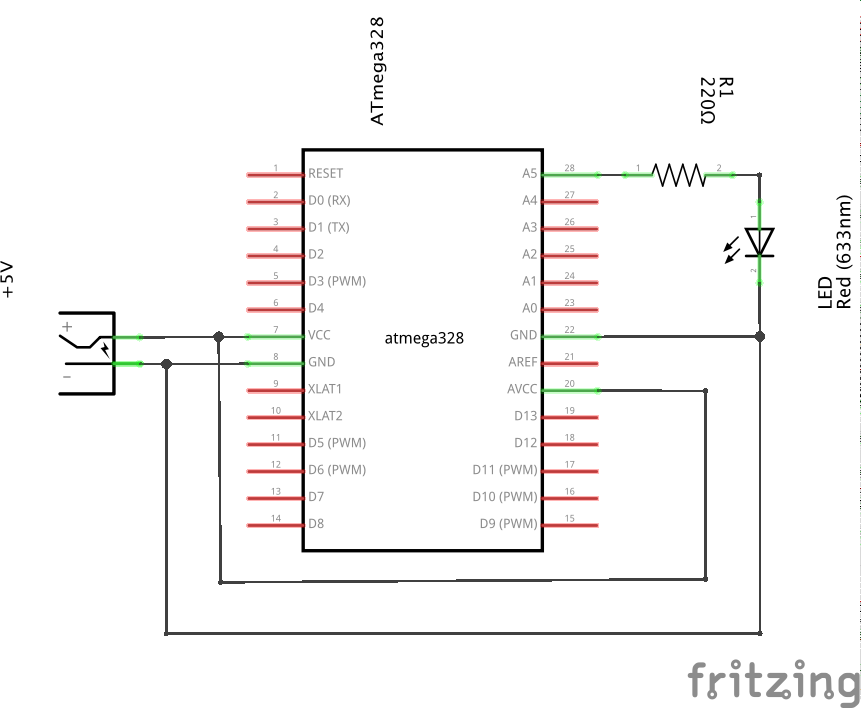 ATmega328
R1
220Ω
+5V
LED
Red (633nm)
atmega328
+
−
1 RESET
2 D0 (RX)
3 D1 (TX)
4 D2
5 D3 (PWM)
6 D4
7 VCC
8 GND
9 XLAT1
10 XLAT2
11 D5 (PWM)
12 D6 (PWM)
13 D7
14 D8
A5 28
A4 27
A3 26
A2 25
A1 24
A0 23
GND 22
AREF 21
AVCC 20
D13 19
D12 18
D11 (PWM) 17
D10 (PWM) 16
D9 (PWM) 15
1 2
1
2
fritzing